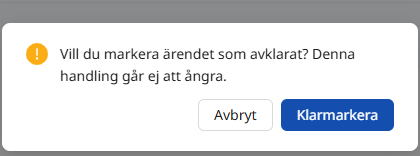 Vill du markera ärendet som avklarat? Denna
handling går ej att ångra.
Avbryt
Klarmarkera